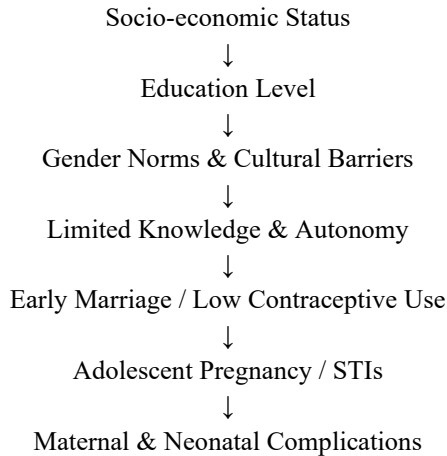 Socio-economic Status
↓
Education Level
↓
Gender Norms & Cultural Barriers
↓
Limited Knowledge & Autonomy
↓
Early Marriage / Low Contraceptive Use
↓
Adolescent Pregnancy / STIs
↓
Maternal & Neonatal Complications